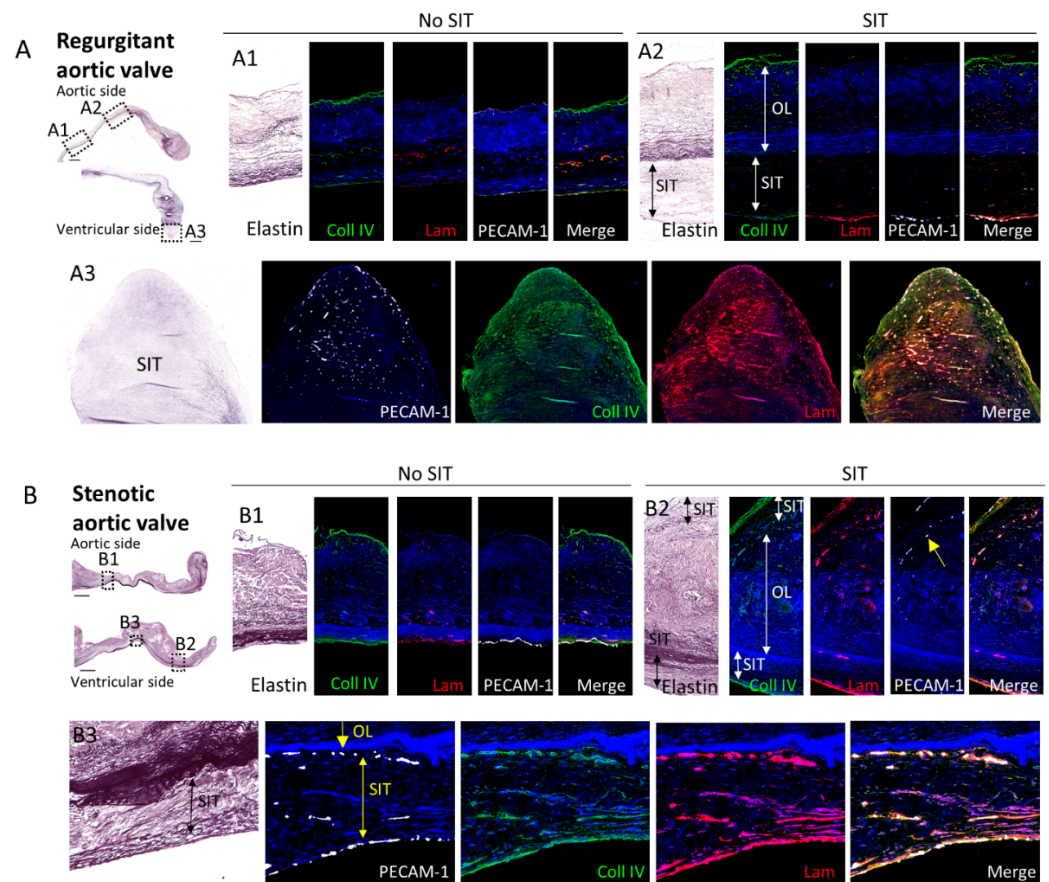 No SIT
SIT
A
Regurgitant
aortic valve
Aortic side
A2
A1
Ventricular side
A3
A1
Elastin
Coll IV
Lam
PECAM-1
Merge
A2
SIT
Elastin
OL
SIT
Coll IV
Lam
PECAM-1
Merge
A3
SIT
PECAM-1
Coll IV
Lam
Merge
No SIT
SIT
B
Stenotic
aortic valve
Aortic side
B1
B3
B2
Ventricular side
B1
Elastin
Coll IV
Lam
PECAM-1
Merge
B2
SIT
SIT
Elastin
SIT
OL
SIT
Coll IV
Lam
PECAM-1
Merge
B3
SIT
OL
SIT
PECAM-1
Coll IV
Lam
Merge